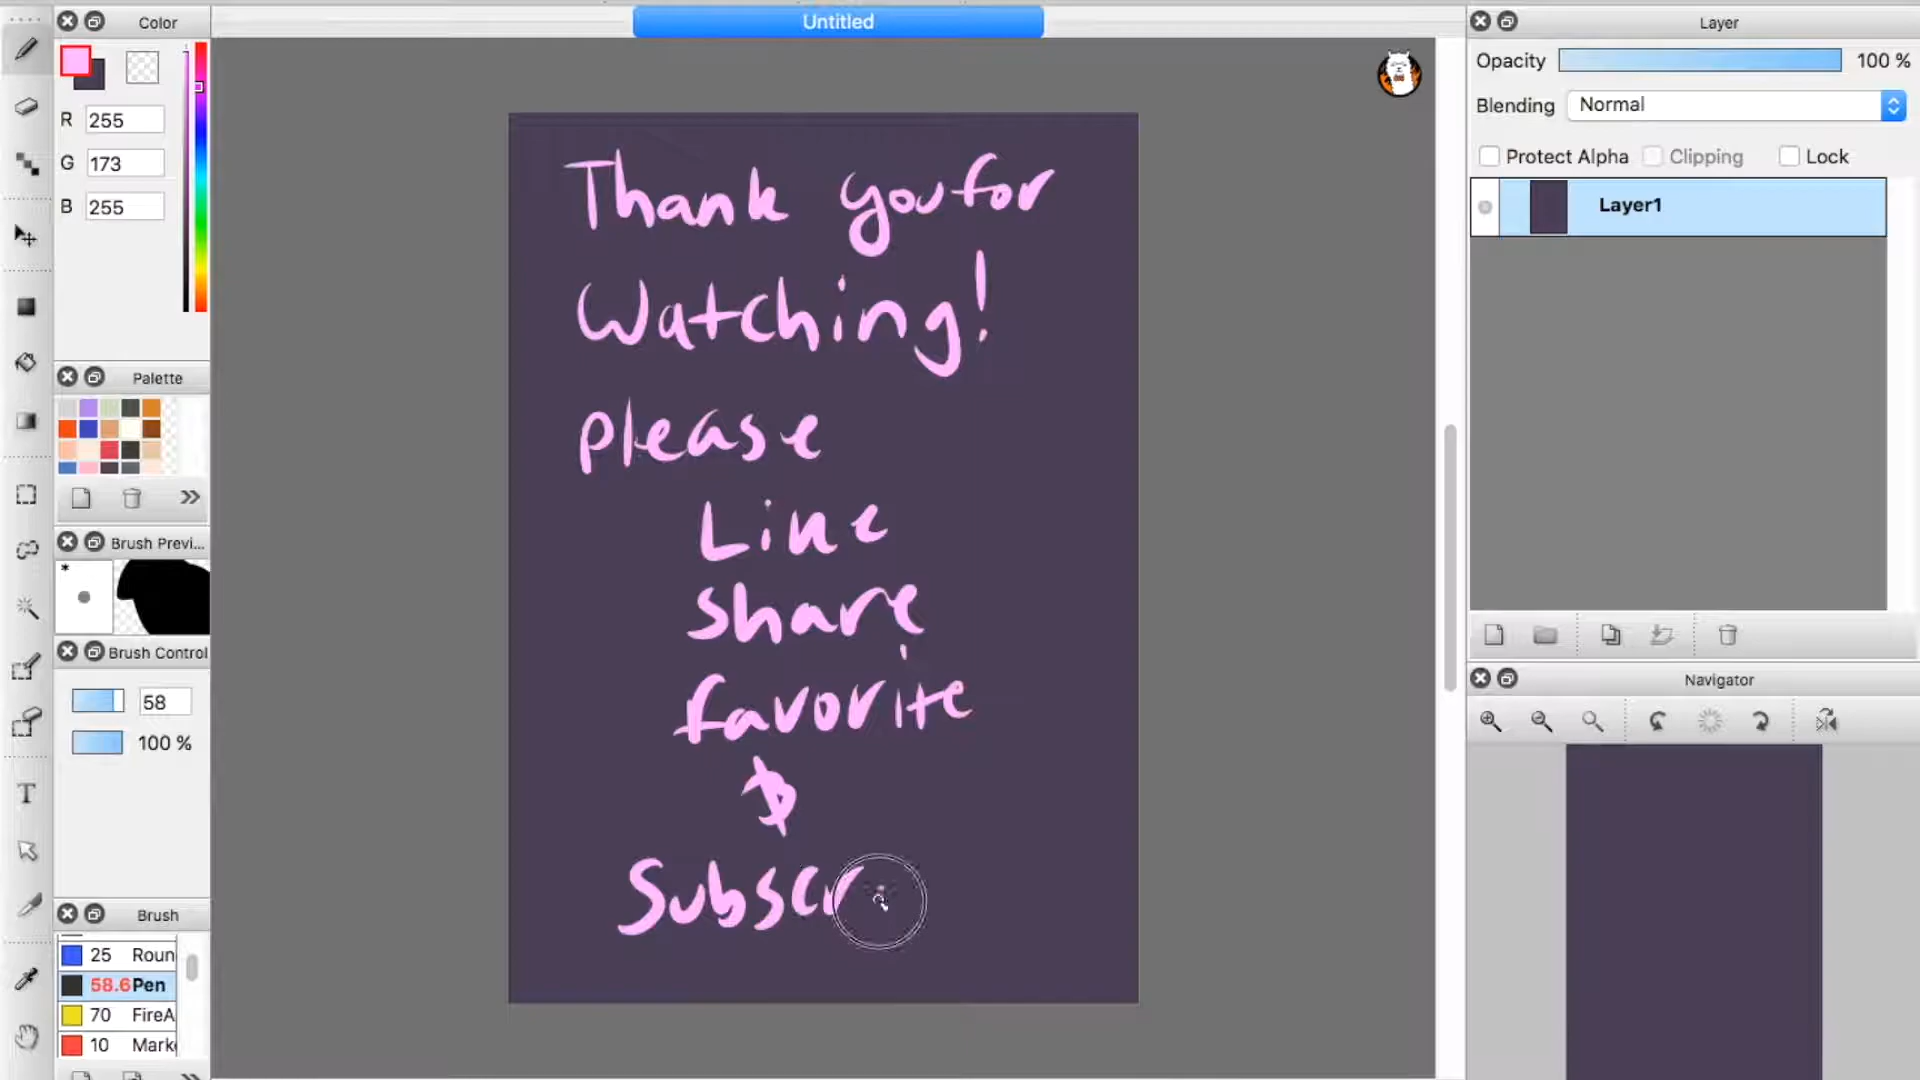 Color
Untitled
Layer
Opacity 100 %
Blending Normal
Protect Alpha Clipping Lock
Layer1
R 255
G 173
B 255
Thank you for
Watching!
please
Like
share
favorite
&
Subscr
Palette
Brush Previ...
*
Brush Control
58
100 %
T
Navigator
Brush
25 Roun
58.6 Pen
70 FireA
10 Mark